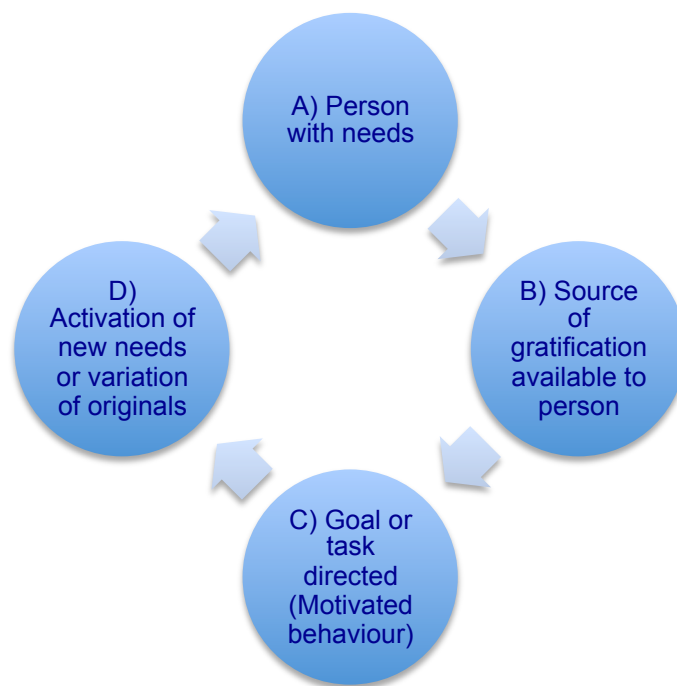 A) Person
with needs
B) Source
of
gratification
available to
person
C) Goal or
task
directed
(Motivated
behaviour)
D)
Activation of
new needs
or variation
of originals